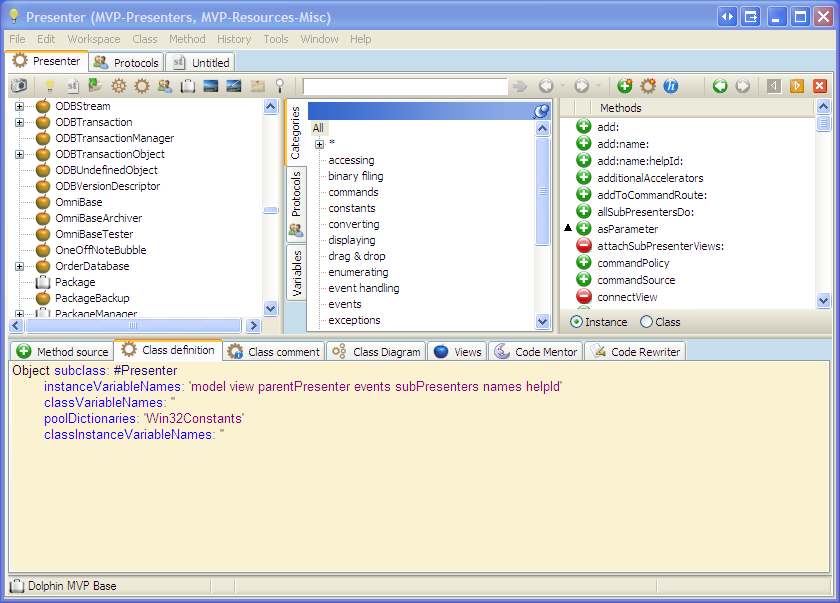 Presenter (MVP-Presenters, MVP-Resources-Misc)
File Edit Workspace Class Method History Tools Window Help
Presenter Protocols Untitled
ODBStream
ODBTransaction
ODBTransactionManager
ODBTransactionObject
ODBUndefinedObject
ODBVersionDescriptor
OmniBase
OmniBaseArchiver
OmniBaseTester
OneOffNoteBubble
OrderDatabase
Package
PackageBackup
PackageManager
Categories
Protocols
Variables
All
*
accessing
binary filing
commands
constants
converting
displaying
drag & drop
enumerating
event handling
events
exceptions
Methods
add:
add:name:
add:name:helpId:
additionalAccelerators
addToCommandRoute:
allSubPresentersDo:
asParameter
attachSubPresenterViews:
commandPolicy
commandSource
connectView
Instance Class
Method source Class definition Class comment Class Diagram Views Code Mentor Code Rewriter
Object subclass: #Presenter
instanceVariableNames: 'model view parentPresenter events subPresenters names helpId'
classVariableNames: ''
poolDictionaries: 'Win32Constants'
classInstanceVariableNames: ''
Dolphin MVP Base